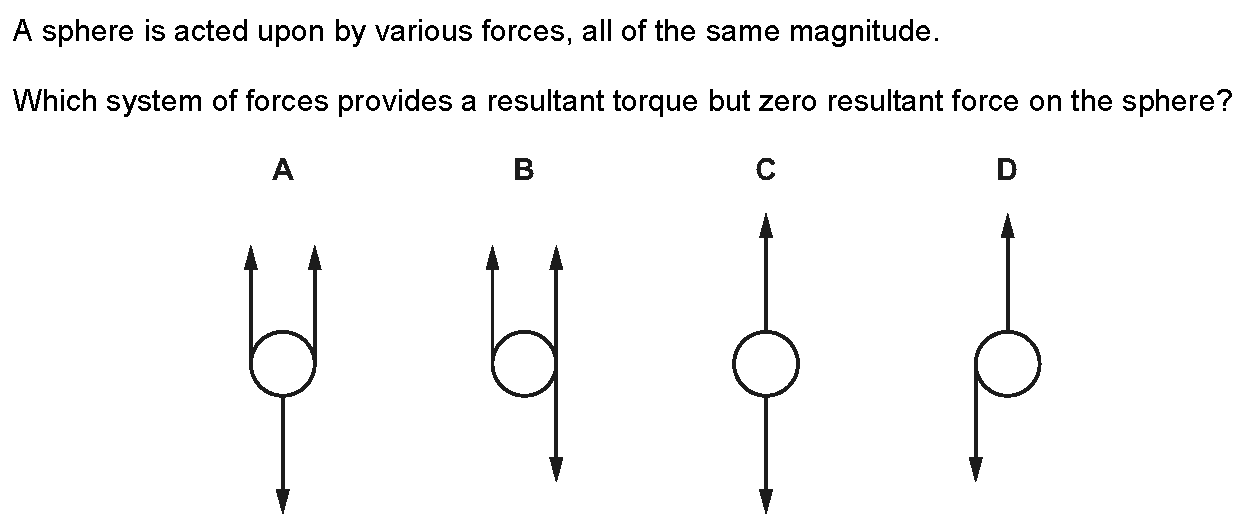 A sphere is acted upon by various forces, all of the same magnitude.
Which system of forces provides a resultant torque but zero resultant force on the sphere?
A B C D